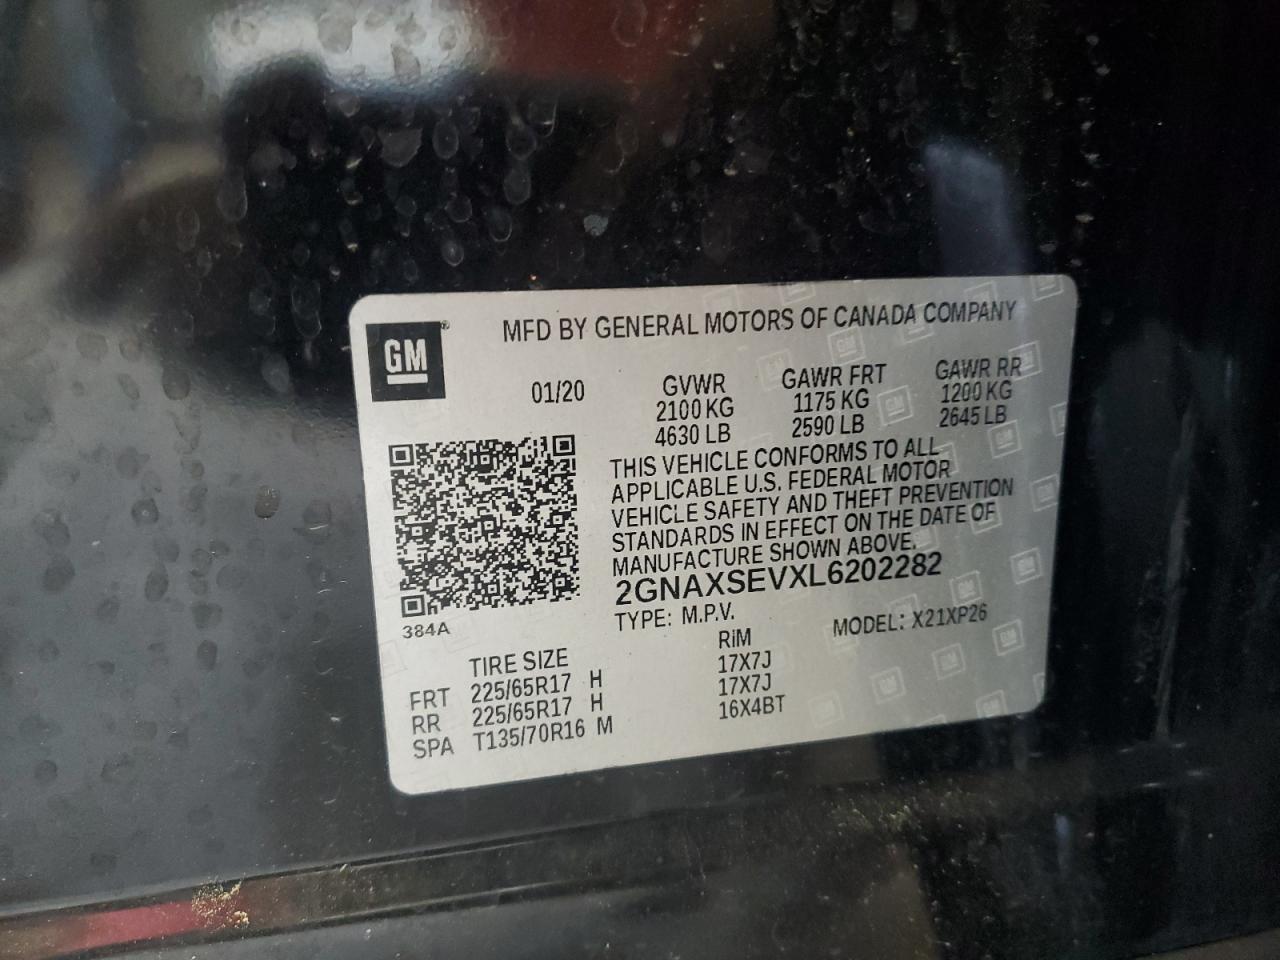 GM®
MFD BY GENERAL MOTORS OF CANADA COMPANY
01/20
GVWR GAWR FRT GAWR RR
2100 KG 1175 KG 1200 KG
4630 LB 2590 LB 2645 LB
THIS VEHICLE CONFORMS TO ALL
APPLICABLE U.S. FEDERAL MOTOR
VEHICLE SAFETY AND THEFT PREVENTION
STANDARDS IN EFFECT ON THE DATE OF
MANUFACTURE SHOWN ABOVE.
2GNAXSEVXL6202282
384A
TYPE: M.P.V. MODEL: X21XP26
TIRE SIZE RIM
FRT 225/65R17 H 17X7J
RR 225/65R17 H 17X7J
SPA T135/70R16 M 16X4BT